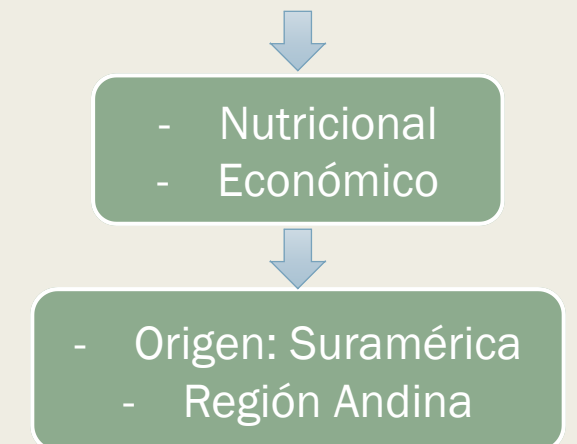 - Nutricional
- Económico
- Origen: Suramérica
- Región Andina